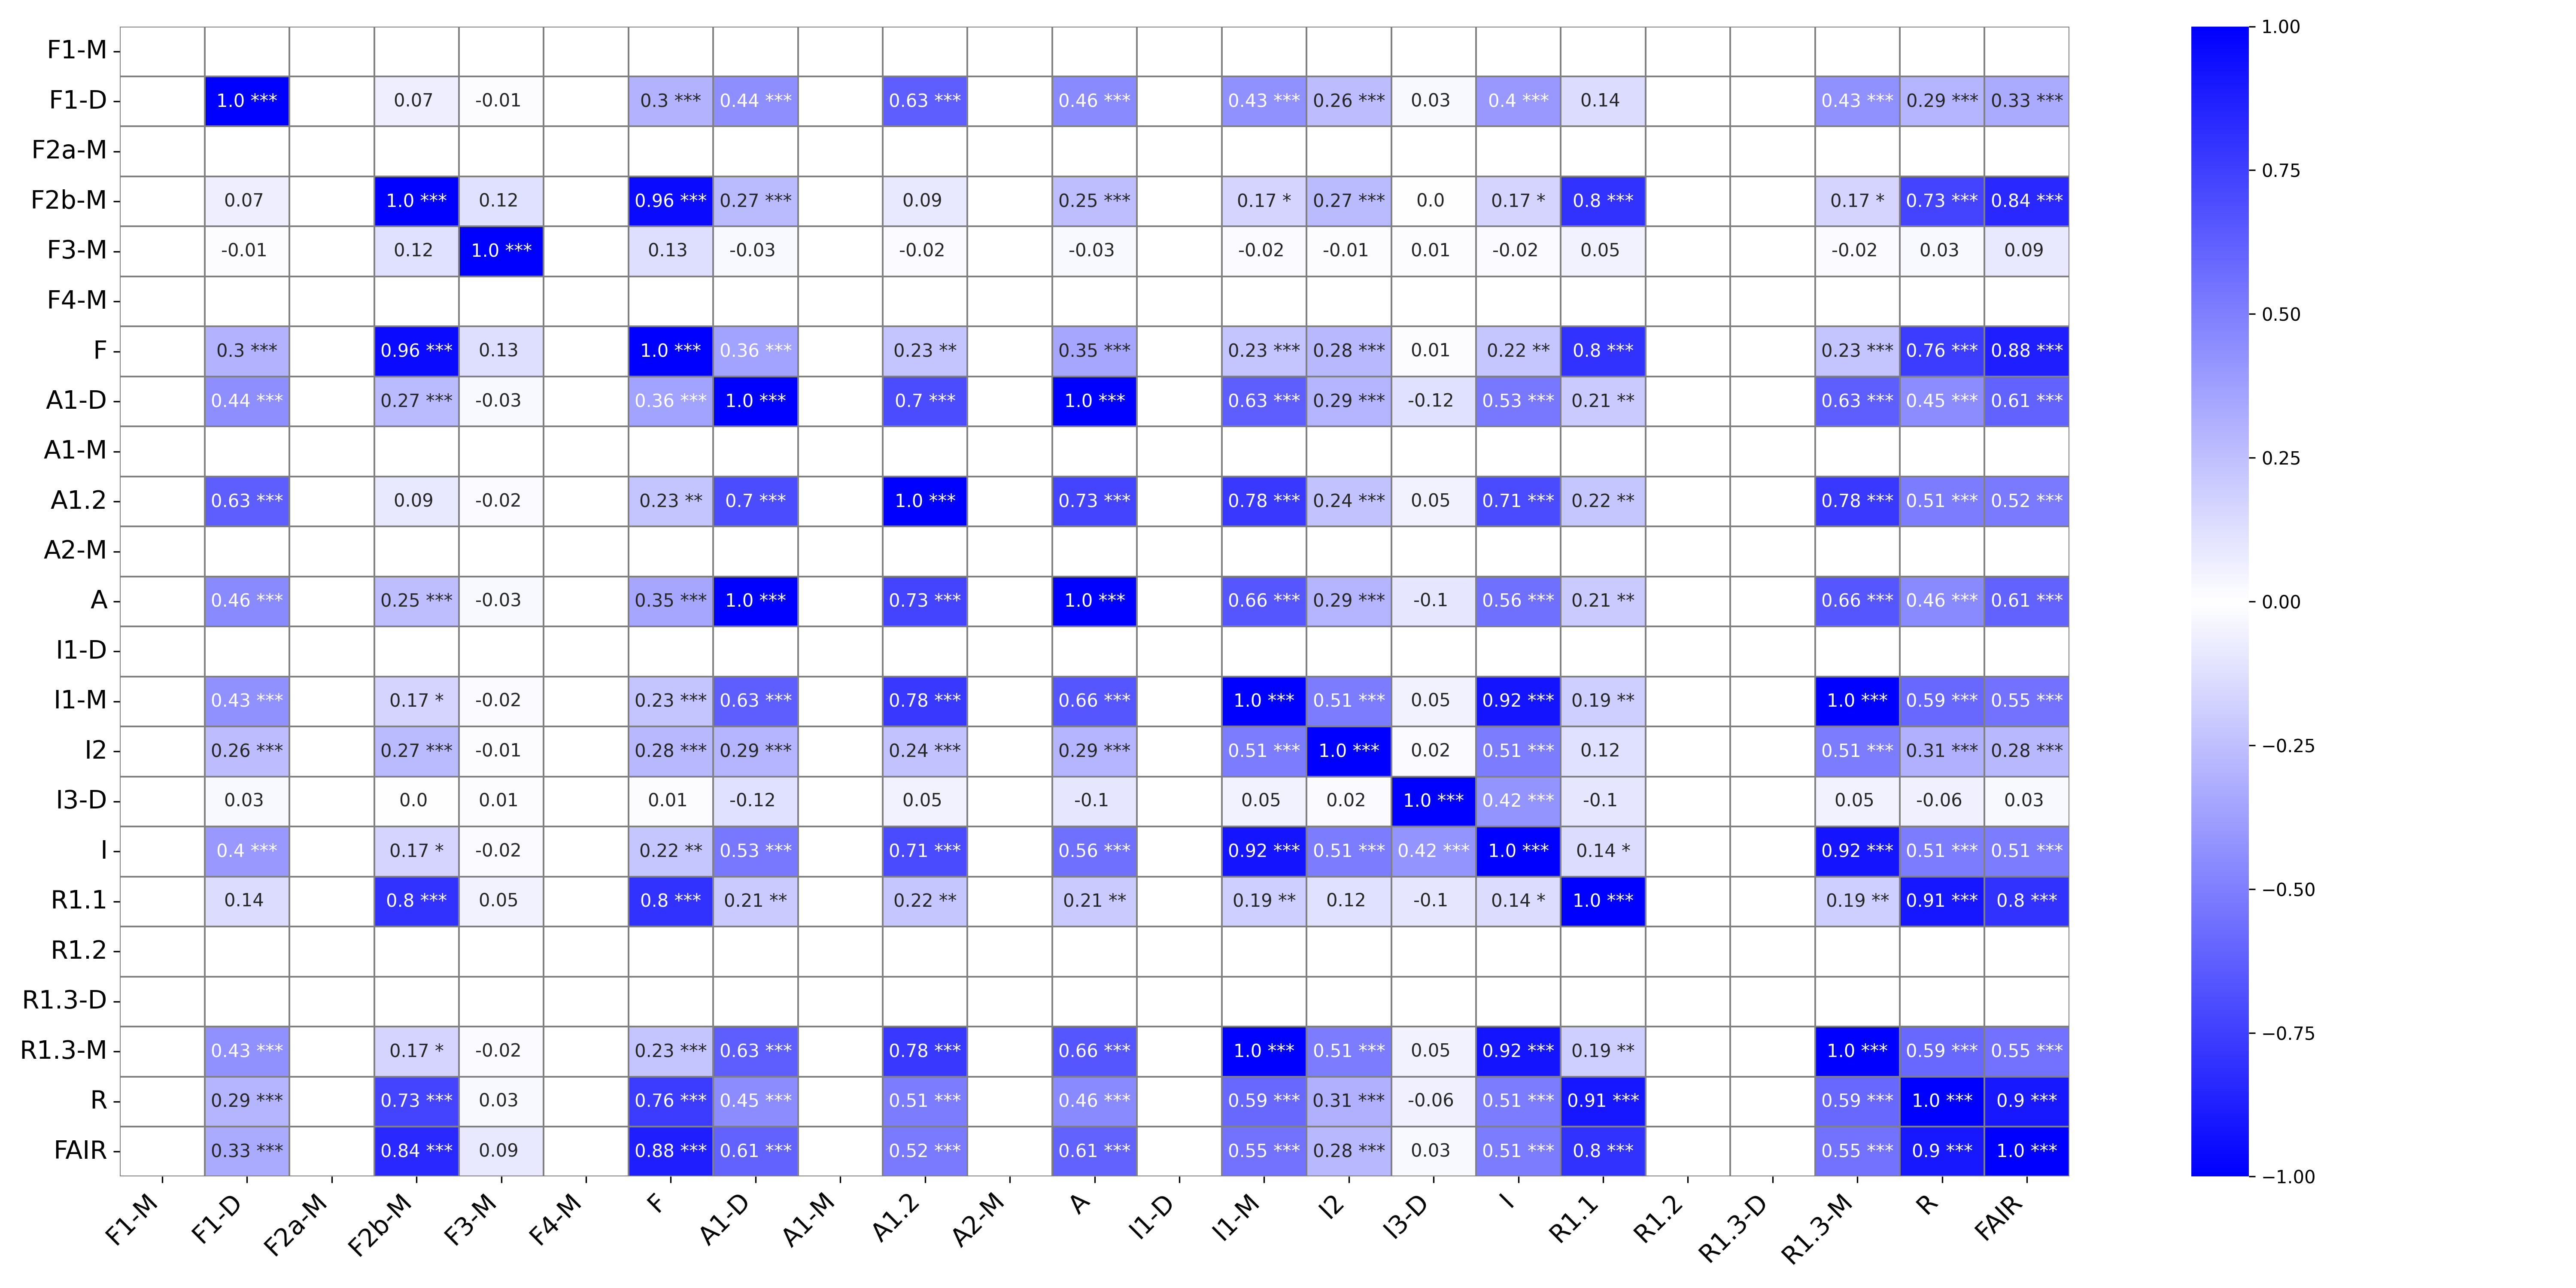 F1-M
F1-D 1.0 *** 0.07 -0.01 0.3 *** 0.44 *** 0.63 *** 0.46 *** 0.43 *** 0.26 *** 0.03 0.4 *** 0.14 0.43 *** 0.29 *** 0.33 ***
F2a-M
F2b-M 0.07 1.0 *** 0.12 0.96 *** 0.27 *** 0.09 0.25 *** 0.17 * 0.27 *** 0.0 0.17 * 0.8 *** 0.17 * 0.73 *** 0.84 ***
F3-M -0.01 0.12 1.0 *** 0.13 -0.03 -0.02 -0.03 -0.02 -0.01 0.01 -0.02 0.05 -0.02 0.03 0.09
F4-M
F 0.3 *** 0.96 *** 0.13 1.0 *** 0.36 *** 0.23 ** 0.35 *** 0.23 *** 0.28 *** 0.01 0.22 ** 0.8 *** 0.23 *** 0.76 *** 0.88 ***
A1-D 0.44 *** 0.27 *** -0.03 0.36 *** 1.0 *** 0.7 *** 1.0 *** 0.63 *** 0.29 *** -0.12 0.53 *** 0.21 ** 0.63 *** 0.45 *** 0.61 ***
A1-M
A1.2 0.63 *** 0.09 -0.02 0.23 ** 0.7 *** 1.0 *** 0.73 *** 0.78 *** 0.24 *** 0.05 0.71 *** 0.22 ** 0.78 *** 0.51 *** 0.52 ***
A2-M
A 0.46 *** 0.25 *** -0.03 0.35 *** 1.0 *** 0.73 *** 1.0 *** 0.66 *** 0.29 *** -0.1 0.56 *** 0.21 ** 0.66 *** 0.46 *** 0.61 ***
I1-D
I1-M 0.43 *** 0.17 * -0.02 0.23 *** 0.63 *** 0.78 *** 0.66 *** 1.0 *** 0.51 *** 0.05 0.92 *** 0.19 ** 1.0 *** 0.59 *** 0.55 ***
I2 0.26 *** 0.27 *** -0.01 0.28 *** 0.29 *** 0.24 *** 0.29 *** 0.51 *** 1.0 *** 0.02 0.51 *** 0.12 0.51 *** 0.31 *** 0.28 ***
I3-D 0.03 0.0 0.01 0.01 -0.12 0.05 -0.1 0.05 0.02 1.0 *** 0.42 *** -0.1 0.05 -0.06 0.03
I 0.4 *** 0.17 * -0.02 0.22 ** 0.53 *** 0.71 *** 0.56 *** 0.92 *** 0.51 *** 0.42 *** 1.0 *** 0.14 * 0.92 *** 0.51 *** 0.51 ***
R1.1 0.14 0.8 *** 0.05 0.8 *** 0.21 ** 0.22 ** 0.21 ** 0.19 ** 0.12 -0.1 0.14 * 1.0 *** 0.19 ** 0.91 *** 0.8 ***
R1.2
R1.3-D
R1.3-M 0.43 *** 0.17 * -0.02 0.23 *** 0.63 *** 0.78 *** 0.66 *** 1.0 *** 0.51 *** 0.05 0.92 *** 0.19 ** 1.0 *** 0.59 *** 0.55 ***
R 0.29 *** 0.73 *** 0.03 0.76 *** 0.45 *** 0.51 *** 0.46 *** 0.59 *** 0.31 *** -0.06 0.51 *** 0.91 *** 0.59 *** 1.0 *** 0.9 ***
FAIR 0.33 *** 0.84 *** 0.09 0.88 *** 0.61 *** 0.52 *** 0.61 *** 0.55 *** 0.28 *** 0.03 0.51 *** 0.8 *** 0.55 *** 0.9 *** 1.0 ***
F1-M F1-D F2a-M F2b-M F3-M F4-M F A1-D A1-M A1.2 A2-M A I1-D I1-M I2 I3-D I R1.1 R1.2 R1.3-D R1.3-M R FAIR
1.00
0.75
0.50
0.25
0.00
−0.25
−0.50
−0.75
−1.00